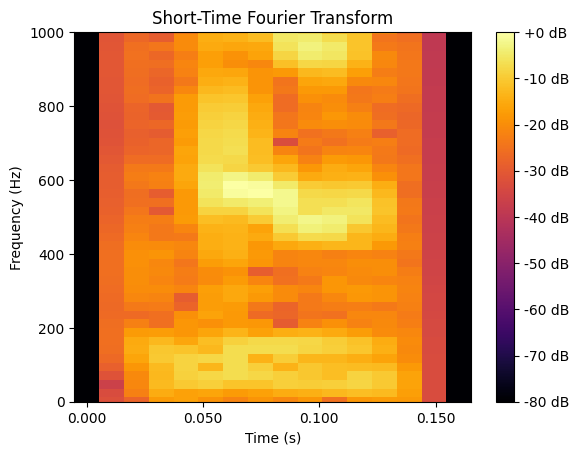 Short-Time Fourier Transform
1000
800
600
400
200
0
Frequency (Hz)
0.000
0.050
0.100
0.150
Time (s)
+0 dB
-10 dB
-20 dB
-30 dB
-40 dB
-50 dB
-60 dB
-70 dB
-80 dB